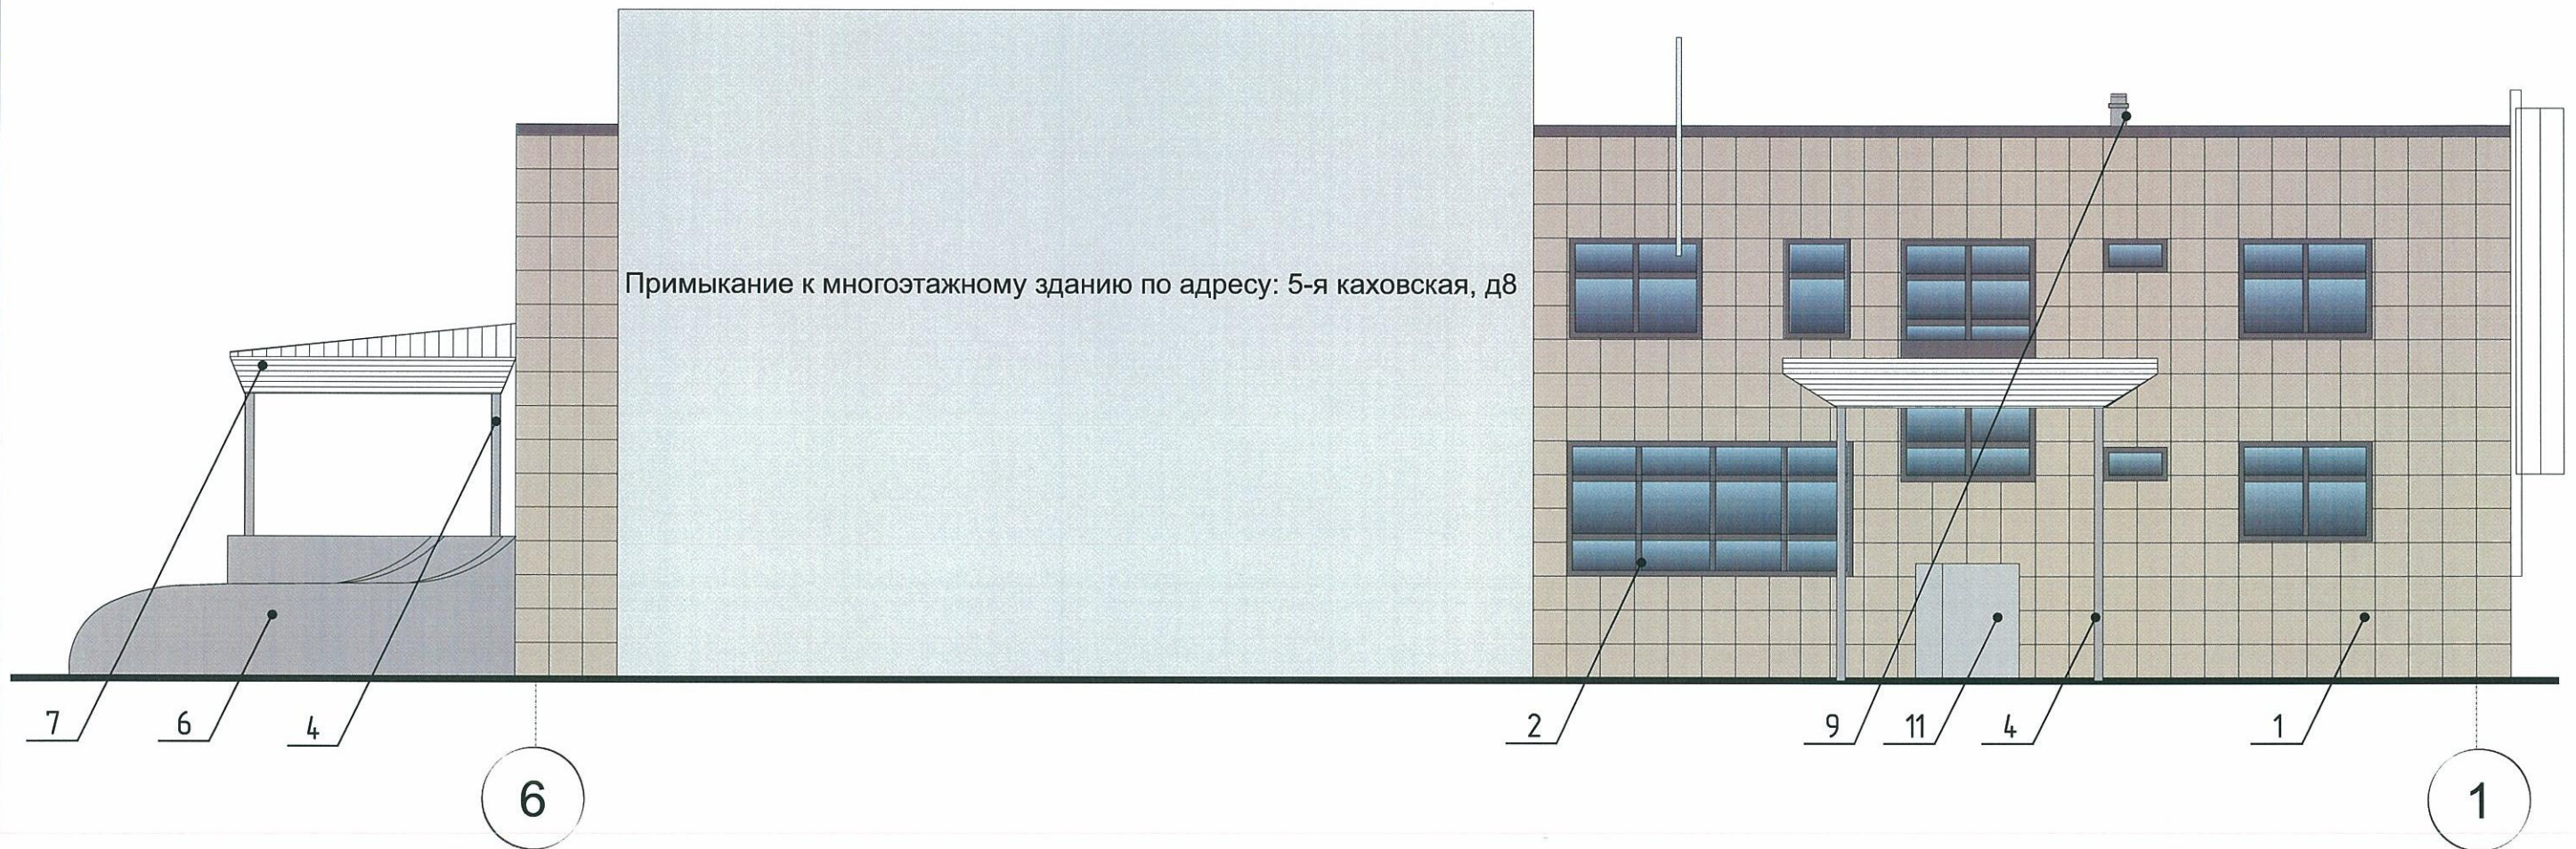 Примыкание к многоэтажному зданию по адресу: 5-я каховская, д8
7 6 4 2 9 11 4 1
6 1